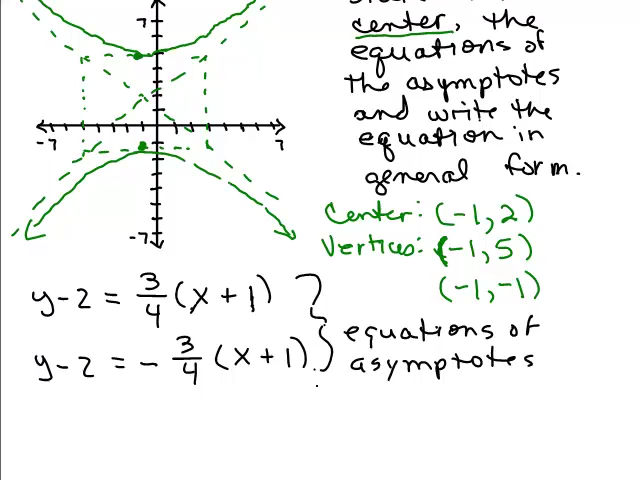 center, the
equations of
the asymptotes
and write the
equation in
general form.
7
-7
7
-7
Center: (-1, 2)
Vertices: (-1, 5)
(-1, -1)
y-2 = 3/4 (x + 1)
y-2 = - 3/4 (x + 1)
equations of
asymptotes